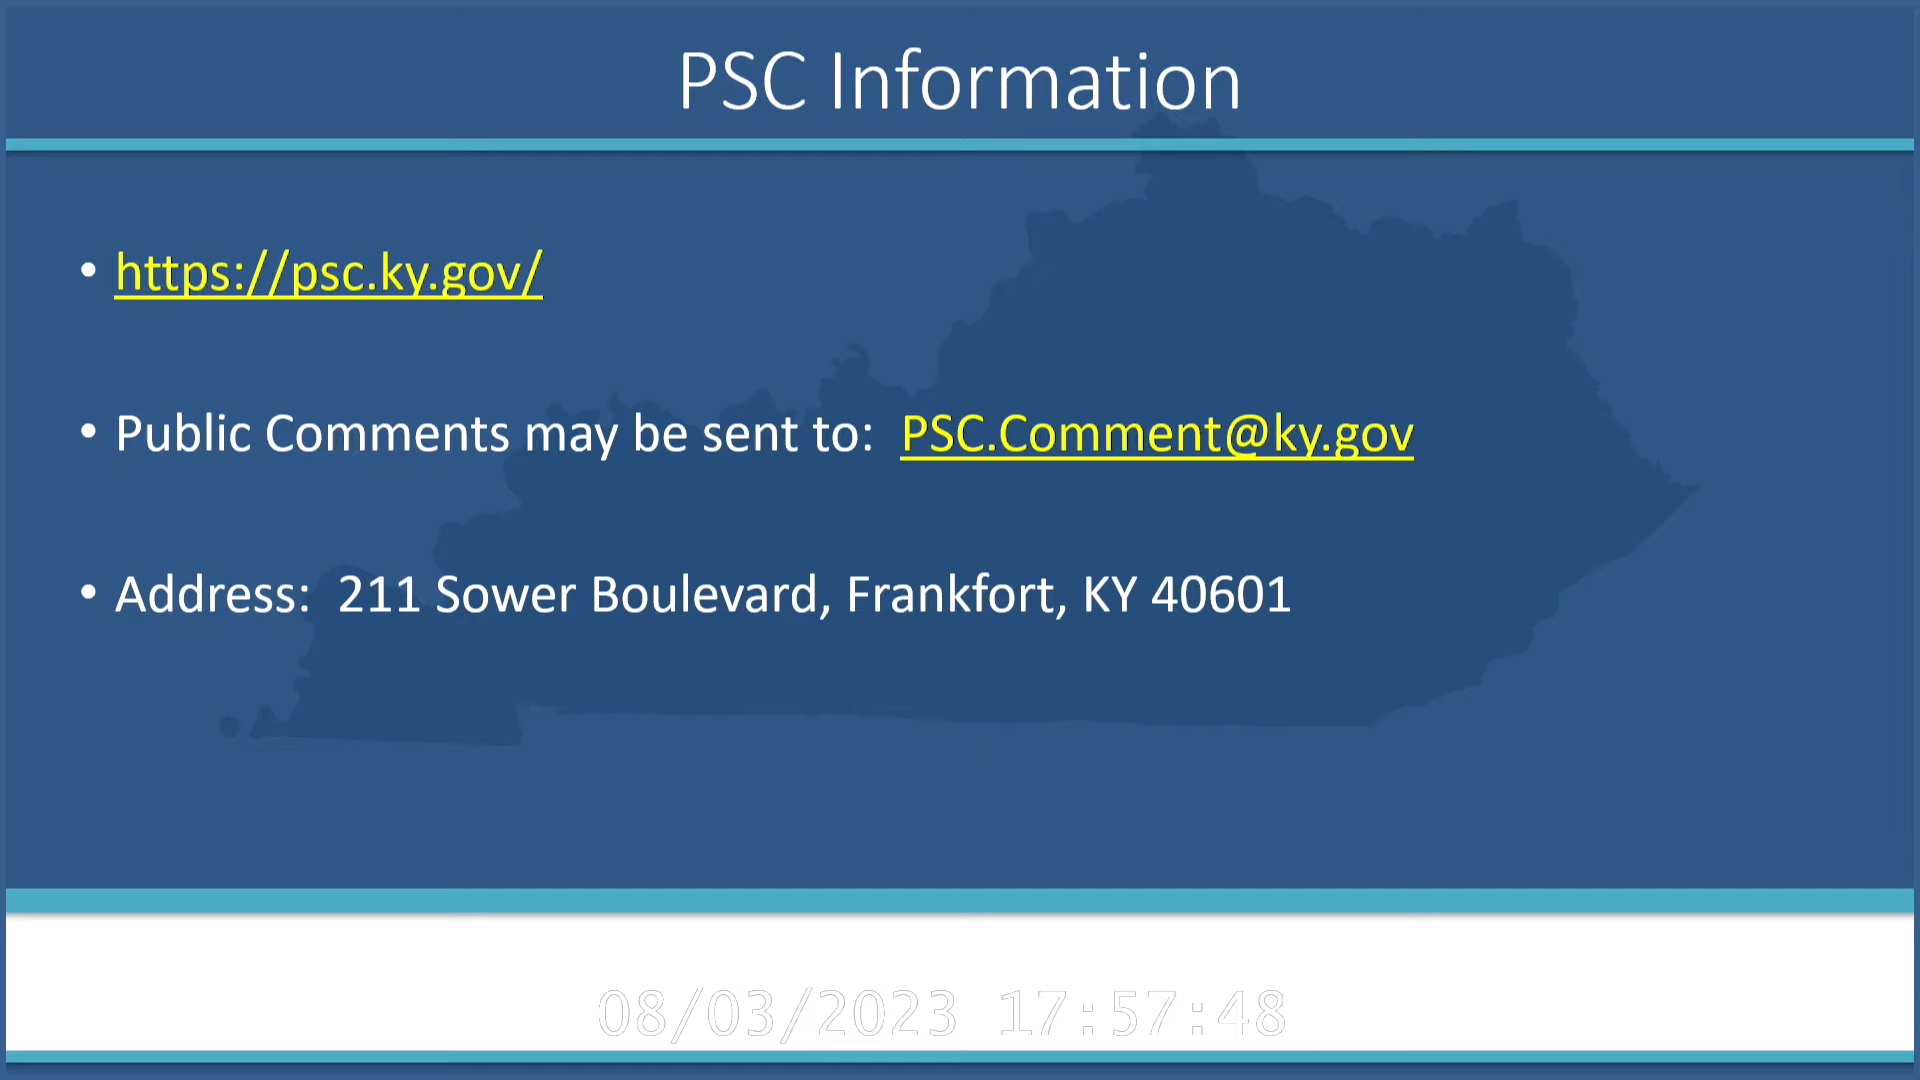 PSC Information
• https://psc.ky.gov/
• Public Comments may be sent to: PSC.Comment@ky.gov
• Address: 211 Sower Boulevard, Frankfort, KY 40601
08/03/2023 17:57:48